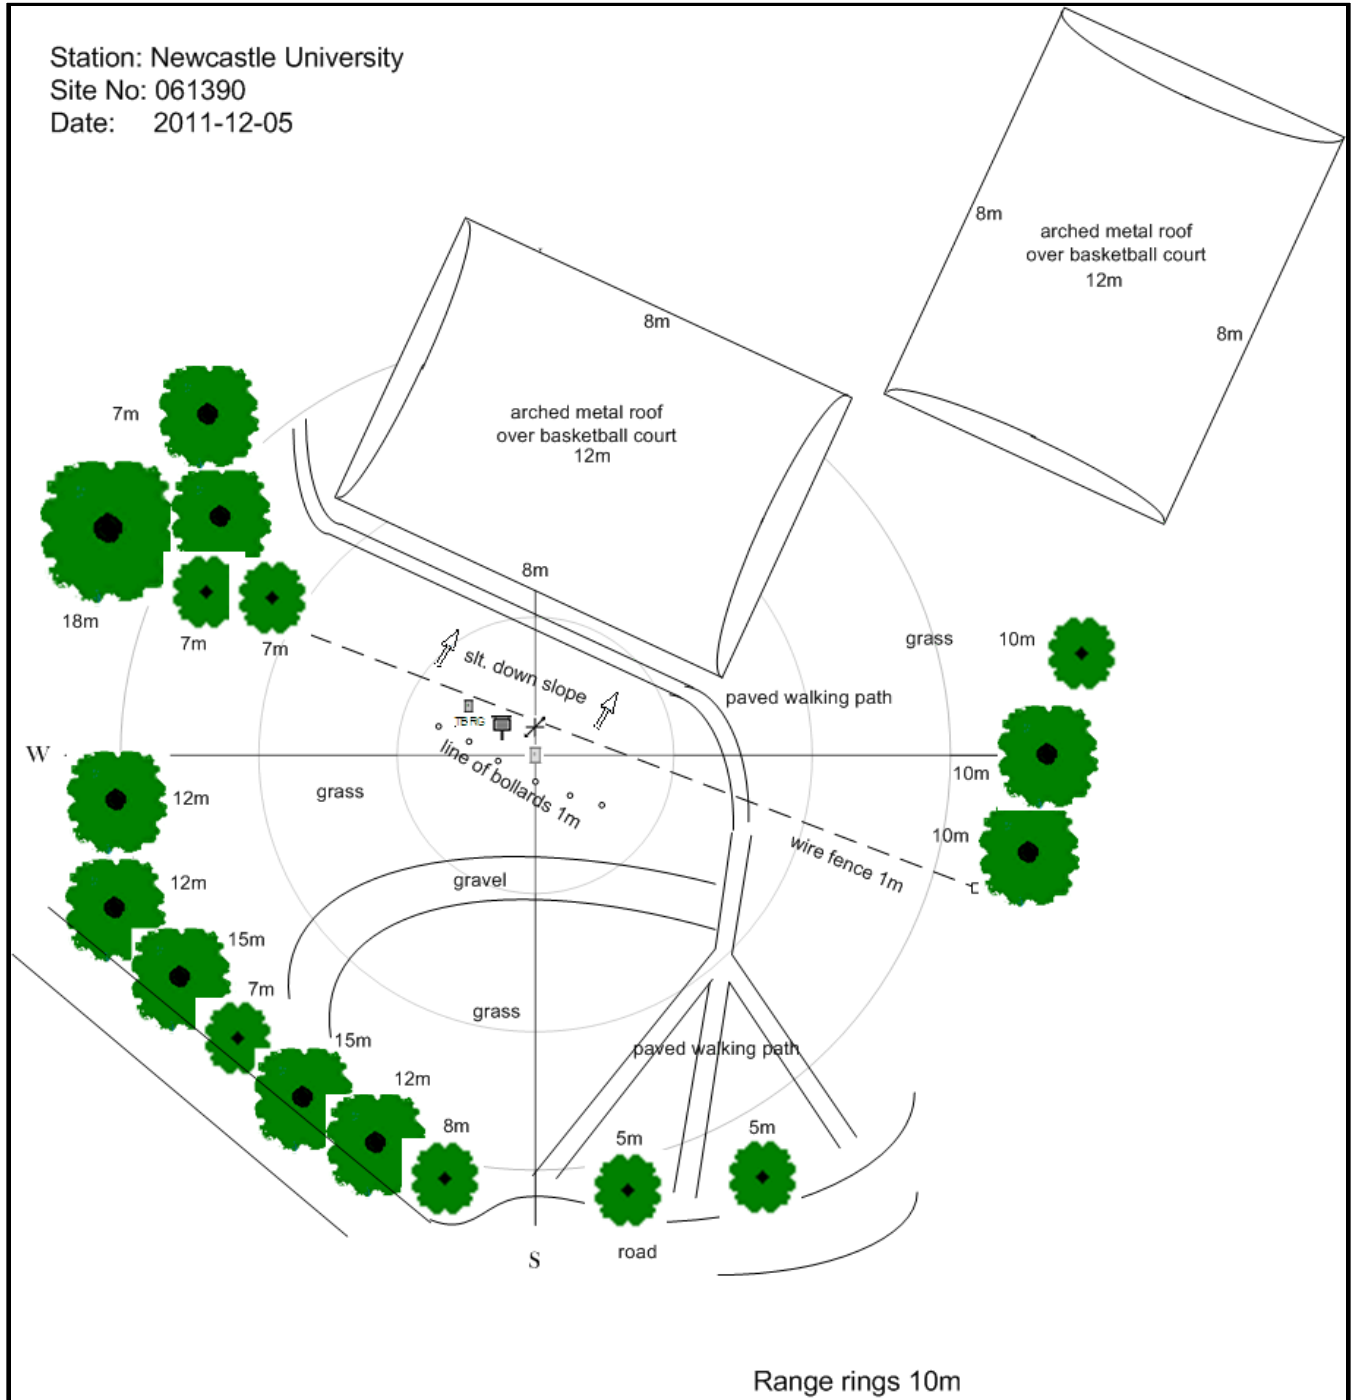 Station: Newcastle University
Site No: 061390
Date: 2011-12-05
8m
arched metal roof
over basketball court
12m
8m
8m
arched metal roof
over basketball court
12m
7m
8m
18m
7m
7m
grass
10m
slt. down slope
paved walking path
TBRG
W
line of bollards 1m
10m
grass
12m
10m
wire fence 1m
12m
gravel
15m
7m
grass
15m
paved walking path
12m
8m
5m
5m
road
S
Range rings 10m